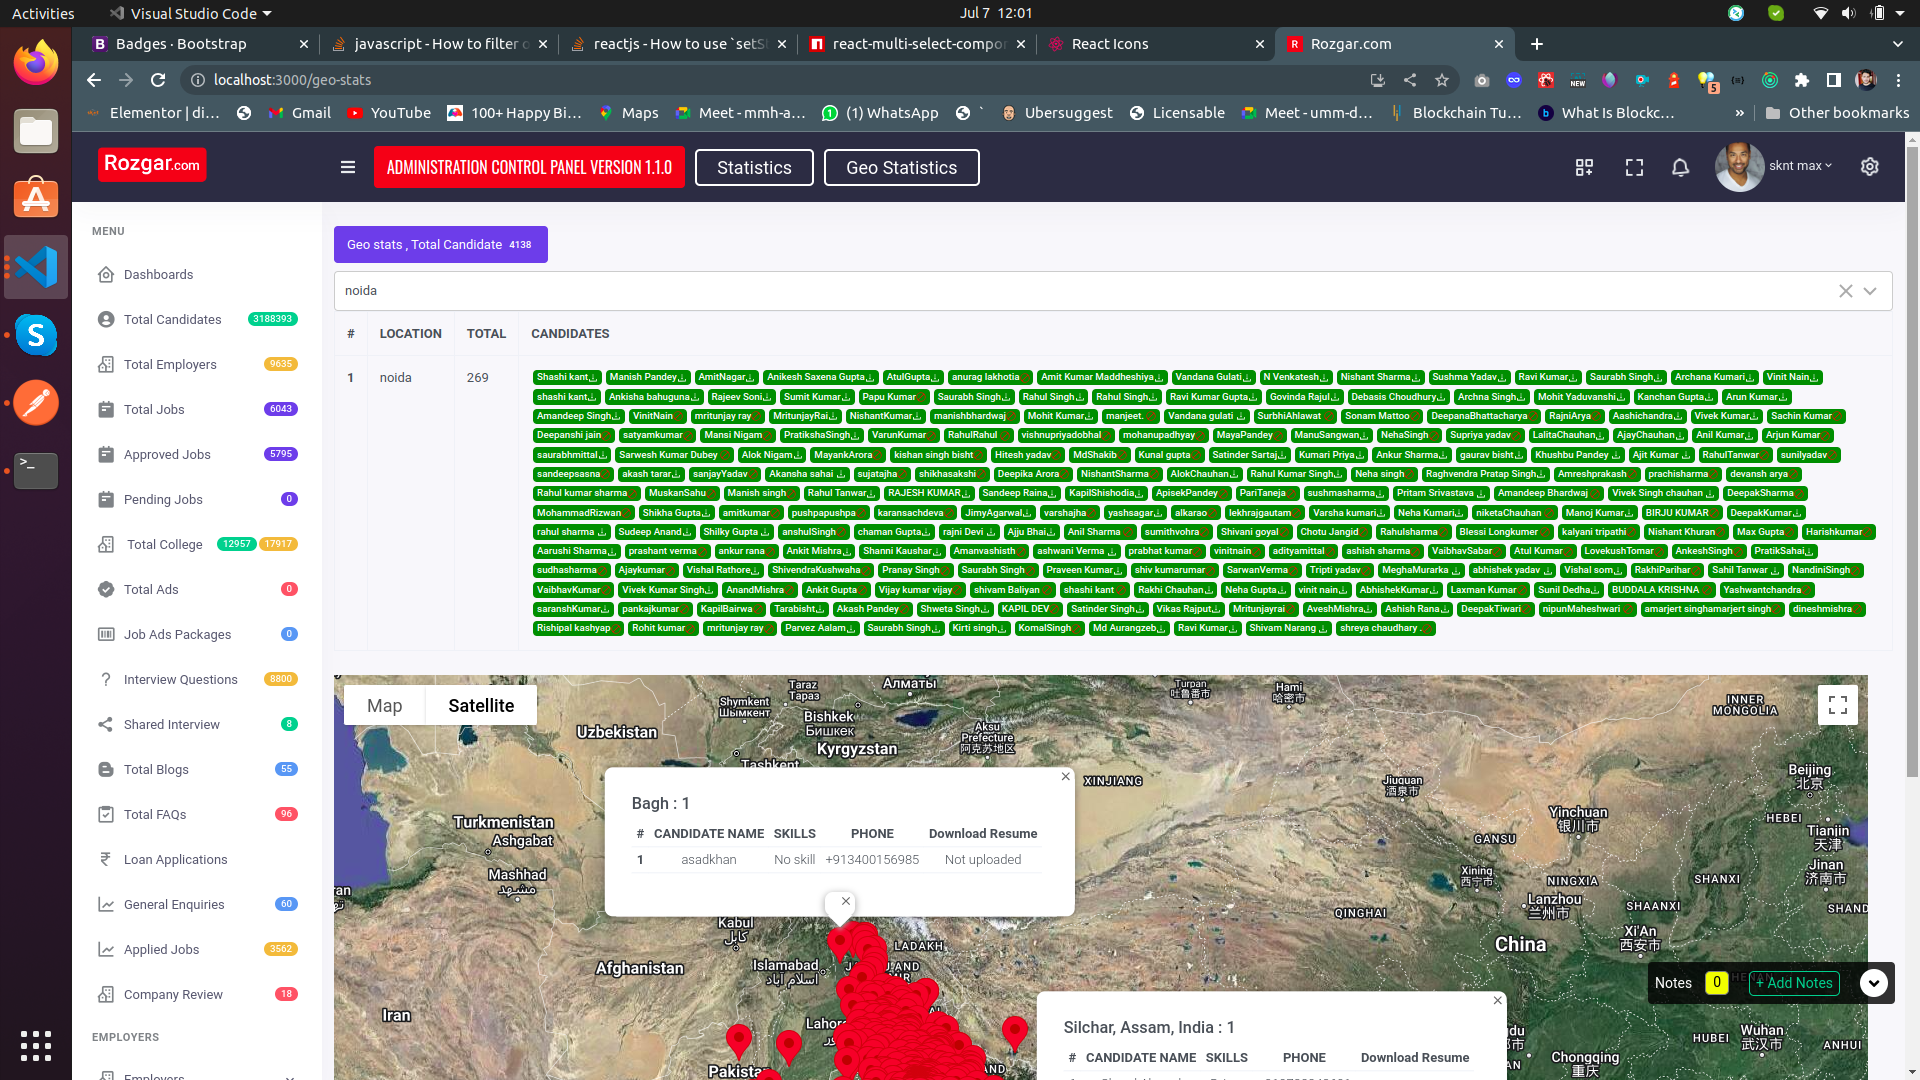 Activities Visual Studio Code Jul 7 12:01
Badges · Bootstrap javascript - How to filter o reactjs - How to use `setSt react-multi-select-compor React Icons Rozgar.com
localhost:3000/geo-stats
Elementor | di... Gmail YouTube 100+ Happy Bi... Maps Meet - mmh-a... (1) WhatsApp ` Ubersuggest Licensable Meet - umm-d... Blockchain Tu... What Is Blockc... » Other bookmarks
Rozgar.com ADMINISTRATION CONTROL PANEL VERSION 1.1.0 Statistics Geo Statistics sknt max
MENU
Dashboards
Total Candidates 3188393
Total Employers 9635
Total Jobs 6043
Approved Jobs 5795
Pending Jobs 0
Total College 12957 17917
Total Ads 0
Job Ads Packages 0
Interview Questions 8800
Shared Interview 8
Total Blogs 55
Total FAQs 96
Loan Applications
General Enquiries 60
Applied Jobs 3562
Company Review 18
EMPLOYERS
Employers
Geo stats , Total Candidate 4138
noida
# LOCATION TOTAL CANDIDATES
1 noida 269
Shashi kant Manish Pandey AmitNagar Anikesh Saxena Gupta AtulGupta anurag lakhotia Amit Kumar Maddheshiya Vandana Gulati N Venkatesh Nishant Sharma Sushma Yadav Ravi Kumar Saurabh Singh Archana Kumari Vinit Nain
shashi kant Ankisha bahuguna Rajeev Soni Sumit Kumar Papu Kumar Saurabh Singh Rahul Singh Rahul Singh Ravi Kumar Gupta Govinda Rajul Debasis Choudhury Archna Singh Mohit Yaduvanshi Kanchan Gupta Arun Kumar
Amandeep Singh VinitNain mritunjay ray MritunjayRai NishantKumar manishbhardwaj Mohit Kumar manjeet. Vandana gulati SurbhiAhlawat Sonam Mattoo DeepanaBhattacharya RajniArya Aashichandra Vivek Kumar Sachin Kumar
Deepanshi jain satyamkumar Mansi Nigam PratikshaSingh VarunKumar RahulRahul vishnupriyadobhal mohanupadhyay MayaPandey ManuSangwan NehaSingh Supriya yadav LalitaChauhan AjayChauhan Anil Kumar Arjun Kumar
saurabhmittal Sarwesh Kumar Dubey Alok Nigam MayankArora kishan singh bisht Hitesh yadav MdShakib Kunal gupta Satinder Sartaj Kumari Priya Ankur Sharma gaurav bisht Khushbu Pandey Ajit Kumar RahulTanwar sunilyadav
sandeepsasna akash tarar sanjayYadav Akansha sahai sujatajha shikhasakshi Deepika Arora NishantSharma AlokChauhan Rahul Kumar Singh Neha singh Raghvendra Pratap Singh Amreshprakash prachisharma devansh arya
Rahul kumar sharma MuskanSahu Manish singh Rahul Tanwar RAJESH KUMAR Sandeep Raina KapilShishodia ApisekPandey PariTaneja sushmasharma Pritam Srivastava Amandeep Bhardwaj Vivek Singh chauhan DeepakSharma
MohammadRizwan Shikha Gupta amitkumar pushpapushpa karansachdeva JimyAgarwal varshajha yashsagar alkarao lekhrajgautam Varsha kumari Neha Kumari niketaChauhan Manoj Kumar BIRJU KUMAR DeepakKumar
rahul sharma Sudeep Anand Shilky Gupta anshulSingh chaman Gupta rajni Devi Ajju Bhai Anil Sharma sumithvohra Shivani goyal Chotu Jangid Rahulsharma Blessi Longkumer kalyani tripathi Nishant Khuran Max Gupta Harishkumar
Aarushi Sharma prashant verma ankur rana Ankit Mishra Shanni Kaushar Amanvashisth ashwani Verma prabhat kumar vinitnain adityamittal ashish sharma VaibhavSabar Atul Kumar LovekushTomar AnkeshSingh PratikSahai
sudhasharma Ajaykumar Vishal Rathore ShivendraKushwaha Pranay Singh Saurabh Singh Praveen Kumar shiv kumarumar SarwanVerma Tripti yadav MeghaMurarka abhishek yadav Vishal som RakhiParihar Sahil Tanwar NandiniSingh
VaibhavKumar Vivek Kumar Singh AnandMishra Ankit Gupta Vijay kumar vijay shivam Baliyan shashi kant Rakhi Chauhan Neha Gupta vinit nain AbhishekKumar Laxman Kumar Sunil Dedha BUDDALA KRISHNA Yashwantchandra
saranshKumar pankajkumar KapilBairwa Tarabisht Akash Pandey Shweta Singh KAPIL DEV Satinder Singh Vikas Rajput Mritunjayrai AveshMishra Ashish Rana DeepakTiwari nipunMaheshwari amarjert singhamarjert singh dineshmishra
Rishipal kashyap Rohit kumar mritunjay ray Parvez Aalam Saurabh Singh Kirti singh KomalSingh Md Aurangzeb Ravi Kumar Shivam Narang shreya chaudhary .
Map Satellite
Taraz
Тараз
Алматы
Shymkent
Шымкент
Bishkek
Бишкек
Turpan
吐鲁番市
Hami
哈密市
INNER
MONGOLIA
Uzbekistan
Kyrgyzstan
Aksu
Prefecture
阿克苏地区
Tashkent
XINJIANG
Jiuquan
酒泉市
Beijing
北京
Bagh : 1
# CANDIDATE NAME SKILLS PHONE Download Resume
1 asadkhan No skill +913400156985 Not uploaded
Turkmenistan
Ashgabat
Mashhad
مشهد
Yinchuan
银川市
HEBEI
Tianjin
天津
GANSU
Jinan
济南市
Xining
西宁市
NINGXIA
SHANXI
Lanzhou
兰州市
SHAANXI
SHAND
QINGHAI
Kabul
کابل
LADAKH
China
Xi'An
西安市
Afghanistan
Islamabad
اسلام آباد
Iran
Lahor
Pakistan
Notes 0 + Add Notes
Silchar, Assam, India : 1
# CANDIDATE NAME SKILLS PHONE Download Resume
HUBEI
Wuhan
武汉市
ANHUI
Chongqing
重庆